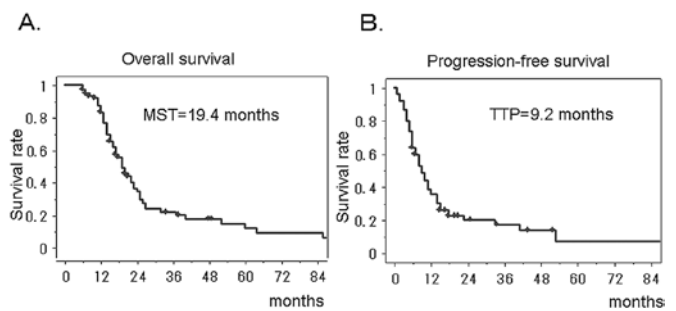 A.
Overall survival
MST=19.4 months
Survival rate
1
0.8
0.6
0.4
0.2
0
0 12 24 36 48 60 72 84
months
B.
Progression-free survival
TTP=9.2 months
Survival rate
1
0.8
0.6
0.4
0.2
0
0 12 24 36 48 60 72 84
months